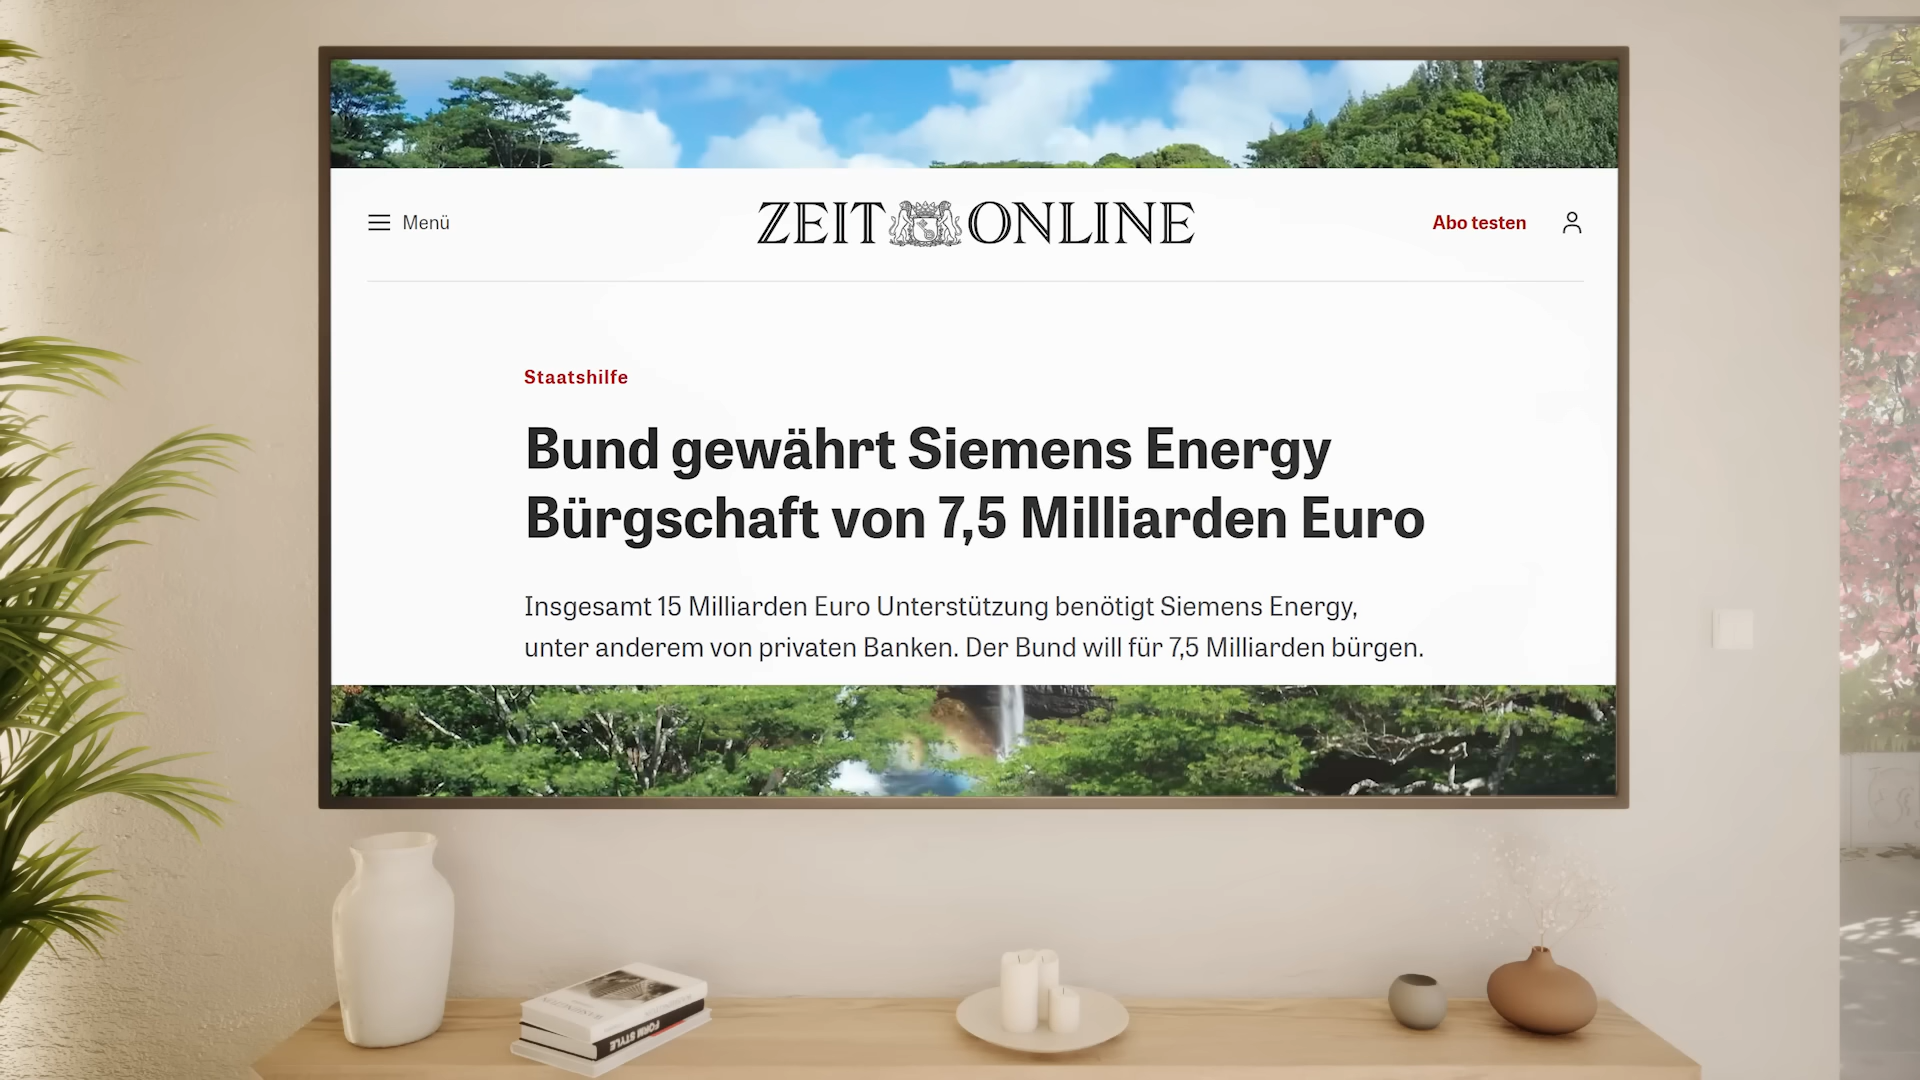 Menü
ZEIT ONLINE
Abo testen
Staatshilfe
Bund gewährt Siemens Energy
Bürgschaft von 7,5 Milliarden Euro
Insgesamt 15 Milliarden Euro Unterstützung benötigt Siemens Energy,
unter anderem von privaten Banken. Der Bund will für 7,5 Milliarden bürgen.
FORM STYLE